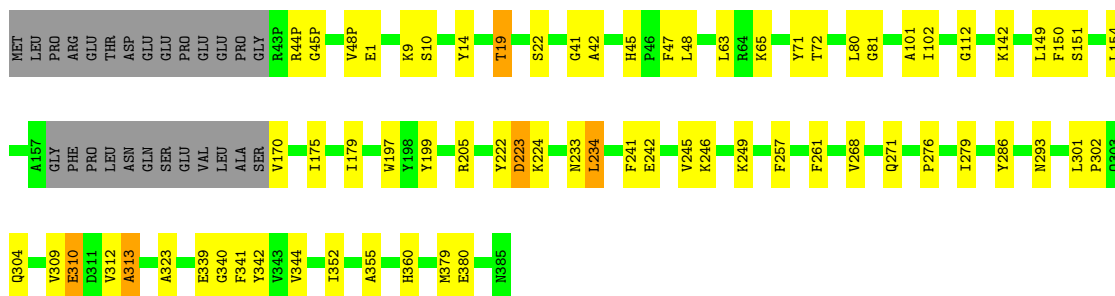 MET LEU PRO ARG GLU THR ASP GLU GLU PRO GLU GLU GLU PRO GLY R43P R44P G45P V48P E1 K9 S10 Y14 T19 S22 G41 A42 H45 P46 F47 L48 L63 R64 K65 Y71 T72 L80 G81 A101 I102 G112 K142 L149 F150 S151 L154
A157 GLY PHE PRO LEU LEU ASN GLN SER GLU VAL LEU ALA SER V170 I175 I179 W197 Y198 Y199 R205 Y222 D223 K224 N233 L234 F241 E242 V245 K246 K249 F257 F261 V268 Q271 P276 I279 Y286 N293 L301 P302
Q304 V309 E310 D311 V312 A313 A323 E339 G340 F341 Y342 V343 V344 I352 A355 H360 M379 E380 N385